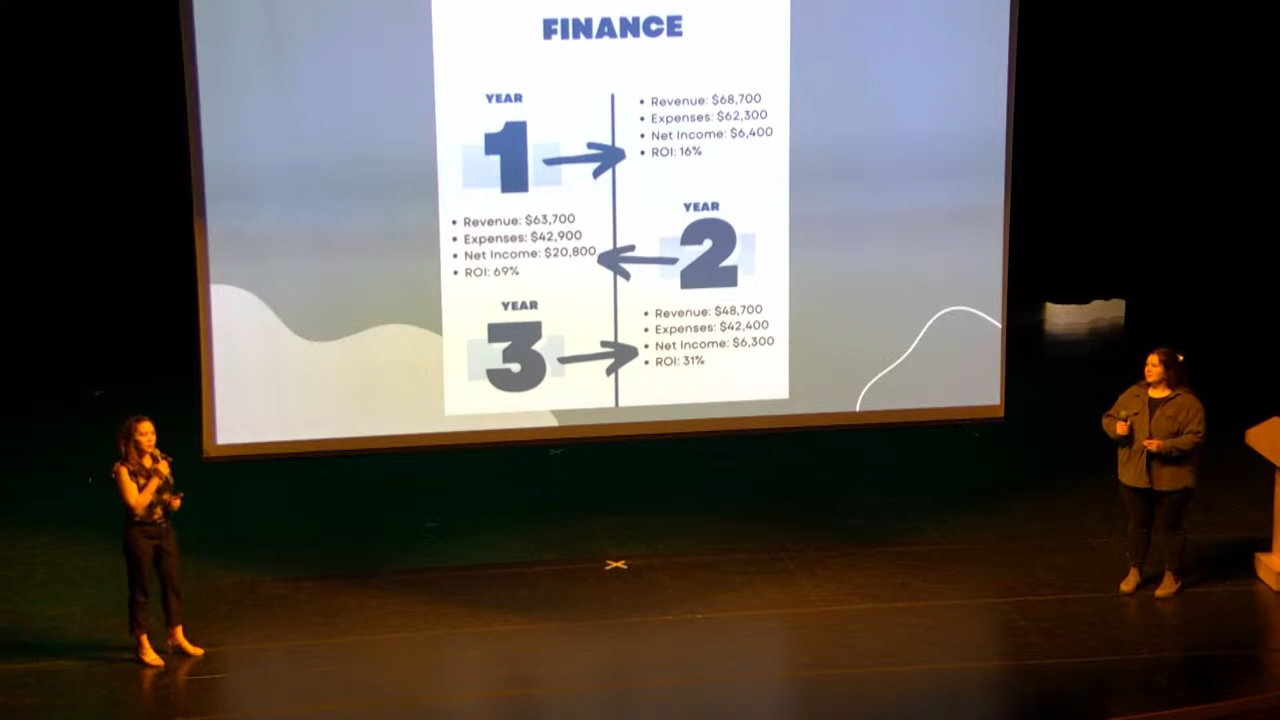 FINANCE
YEAR
1
• Revenue: $68,700
• Expenses: $62,300
• Net Income: $6,400
• ROI: 16%
YEAR
2
• Revenue: $63,700
• Expenses: $42,900
• Net Income: $20,800
• ROI: 69%
YEAR
3
• Revenue: $48,700
• Expenses: $42,400
• Net Income: $6,300
• ROI: 31%